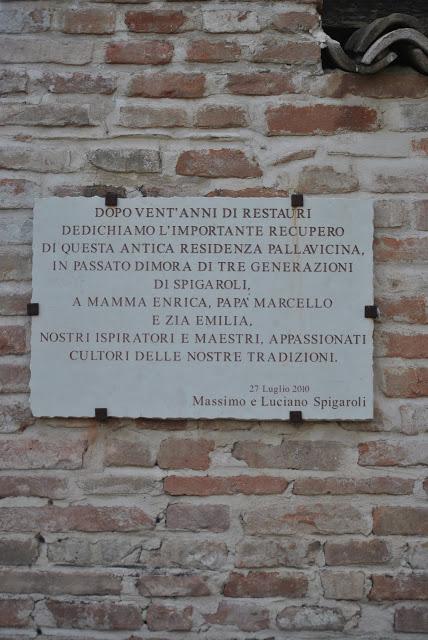 DOPO VENT'ANNI DI RESTAURI
DEDICHIAMO L'IMPORTANTE RECUPERO
DI QUESTA ANTICA RESIDENZA PALLAVICINA,
IN PASSATO DIMORA DI TRE GENERAZIONI
DI SPIGAROLI,
A MAMMA ENRICA, PAPA' MARCELLO
E ZIA EMILIA,
NOSTRI ISPIRATORI E MAESTRI, APPASSIONATI
CULTORI DELLE NOSTRE TRADIZIONI.
27 Luglio 2010
Massimo e Luciano Spigaroli